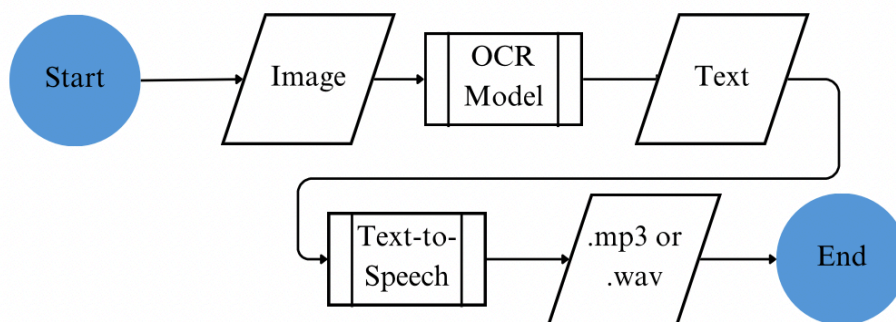 Start
Image
OCR
Model
Text
Text-to-
Speech
.mp3 or
.wav
End